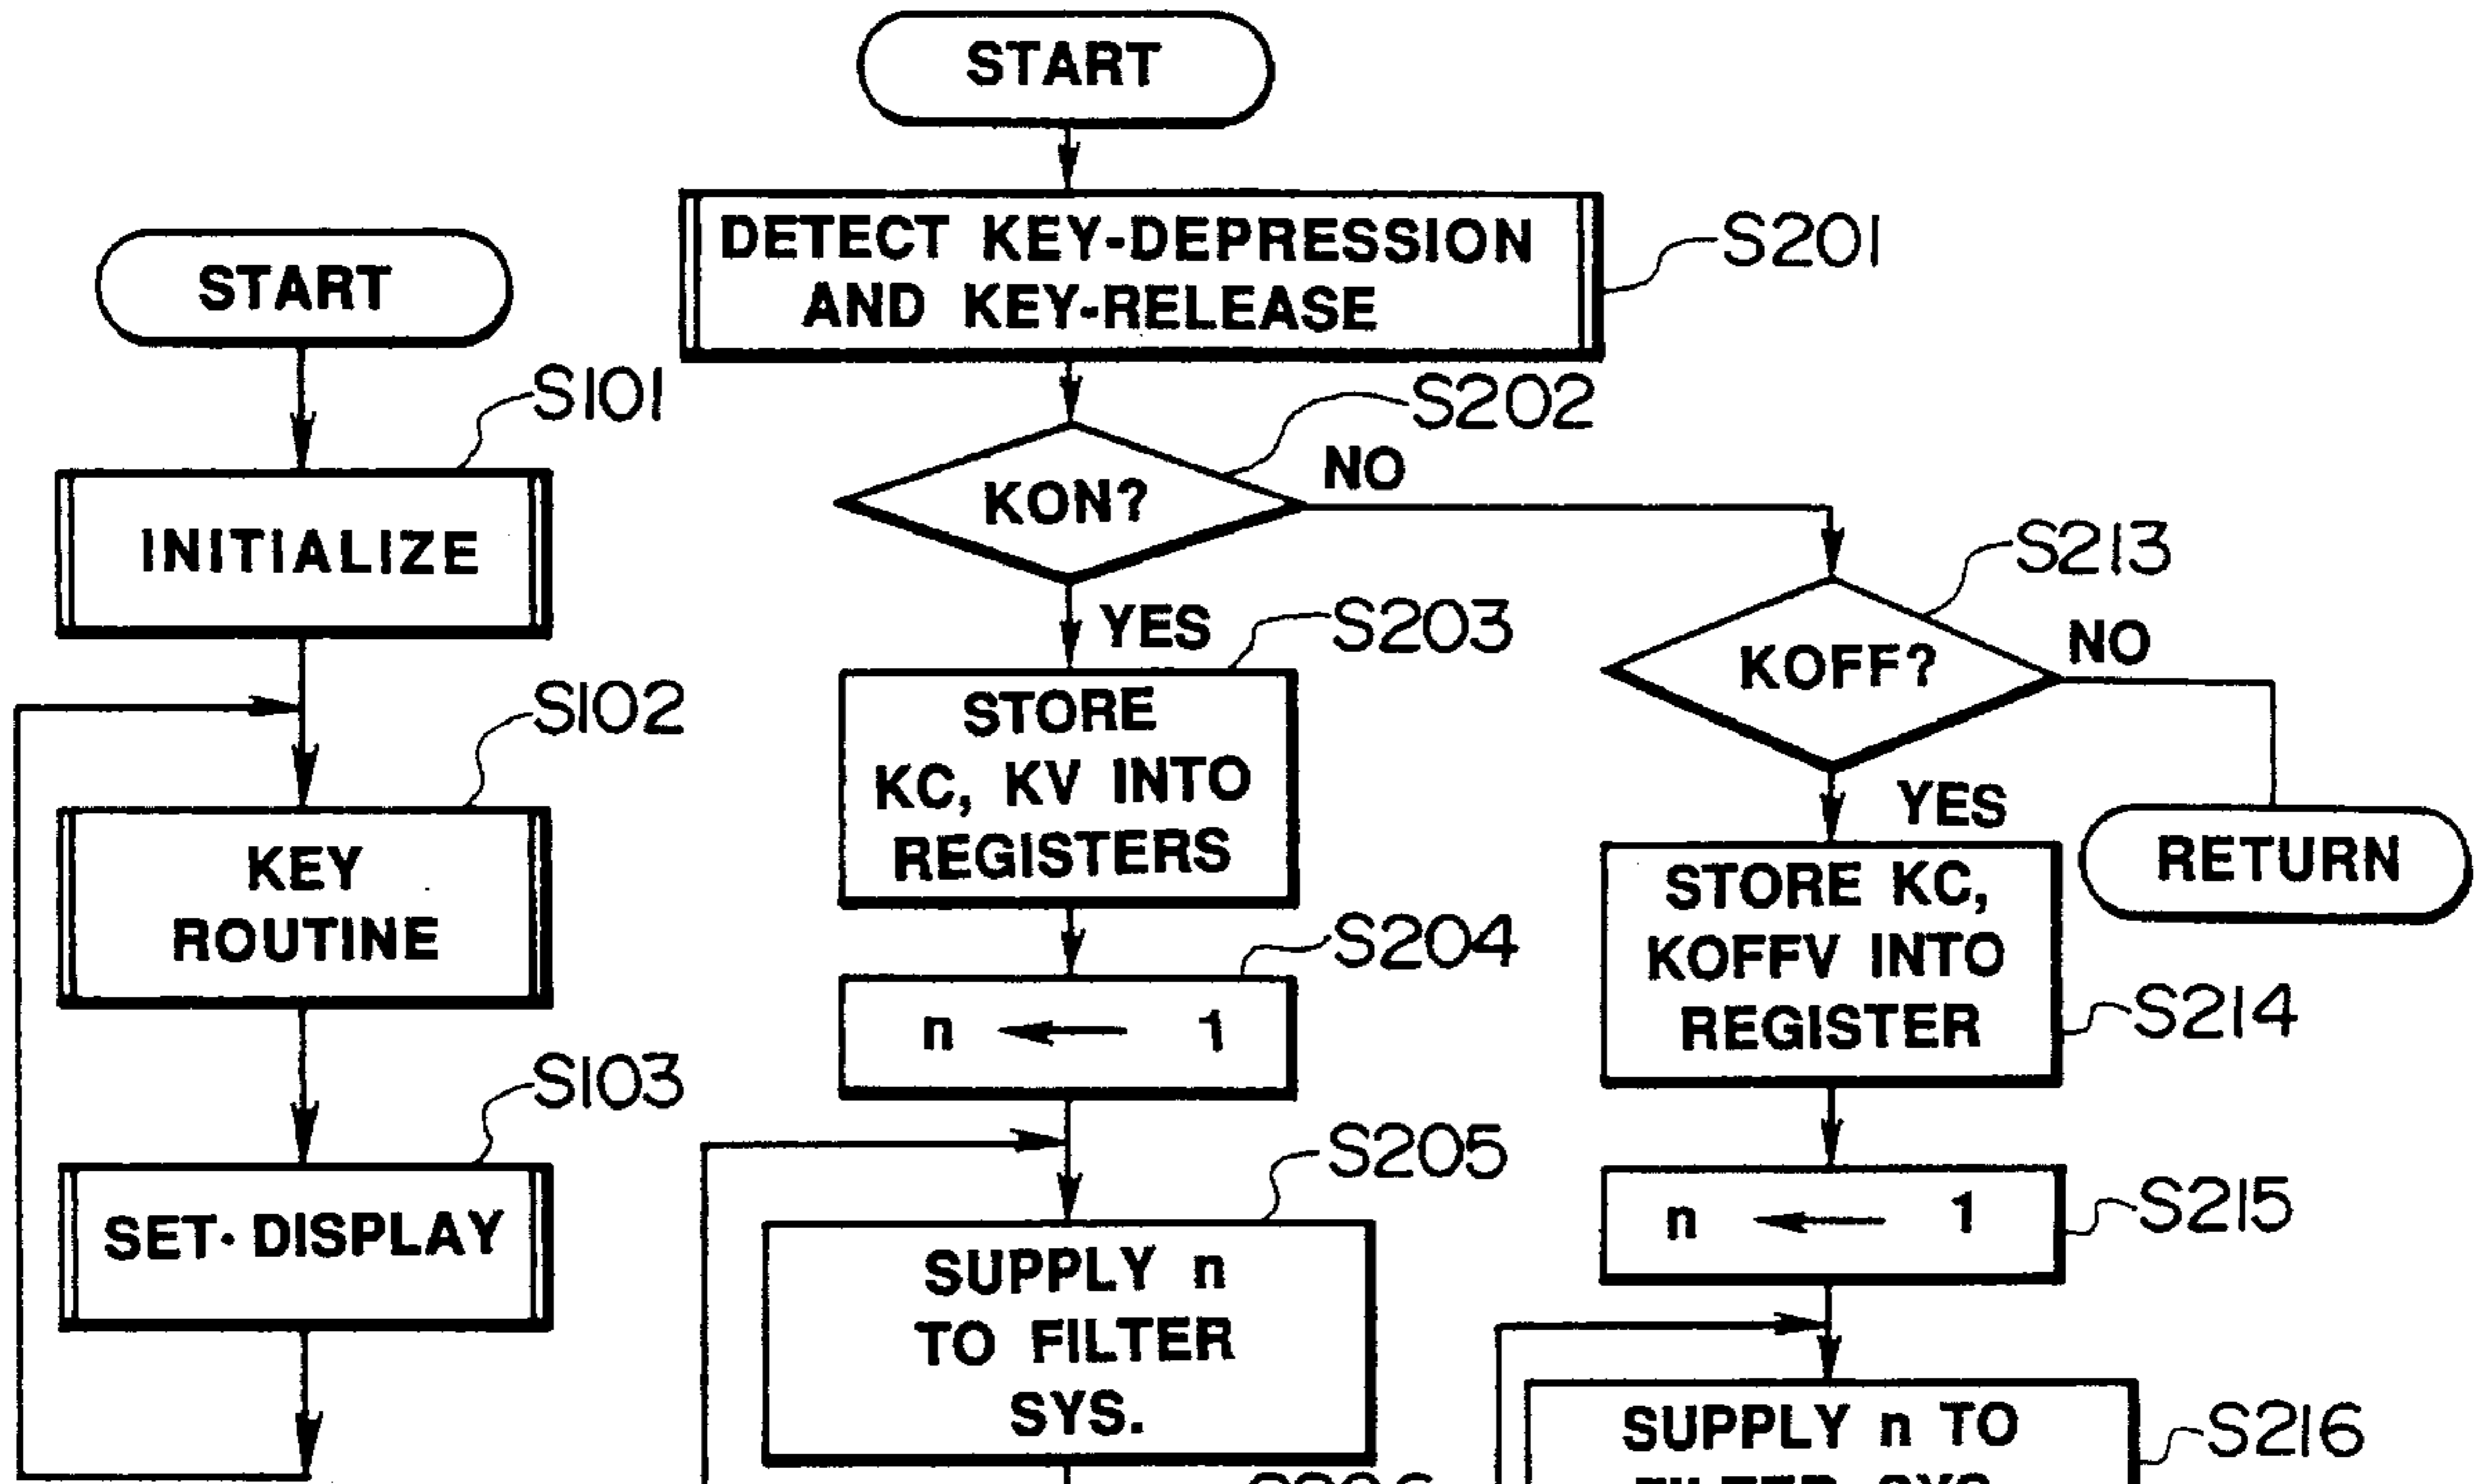 START
S101
INITIALIZE
S102
KEY
ROUTINE
S103
SET· DISPLAY
START
DETECT KEY-DEPRESSION
AND KEY-RELEASE
S201
S202
KON?
NO
YES
S203
STORE
KC, KV INTO
REGISTERS
S204
n ← 1
S205
SUPPLY n
TO FILTER
SYS.
S213
KOFF?
NO
RETURN
YES
STORE KC,
KOFFV INTO
REGISTER
S214
n ← 1
S215
SUPPLY n TO
S216